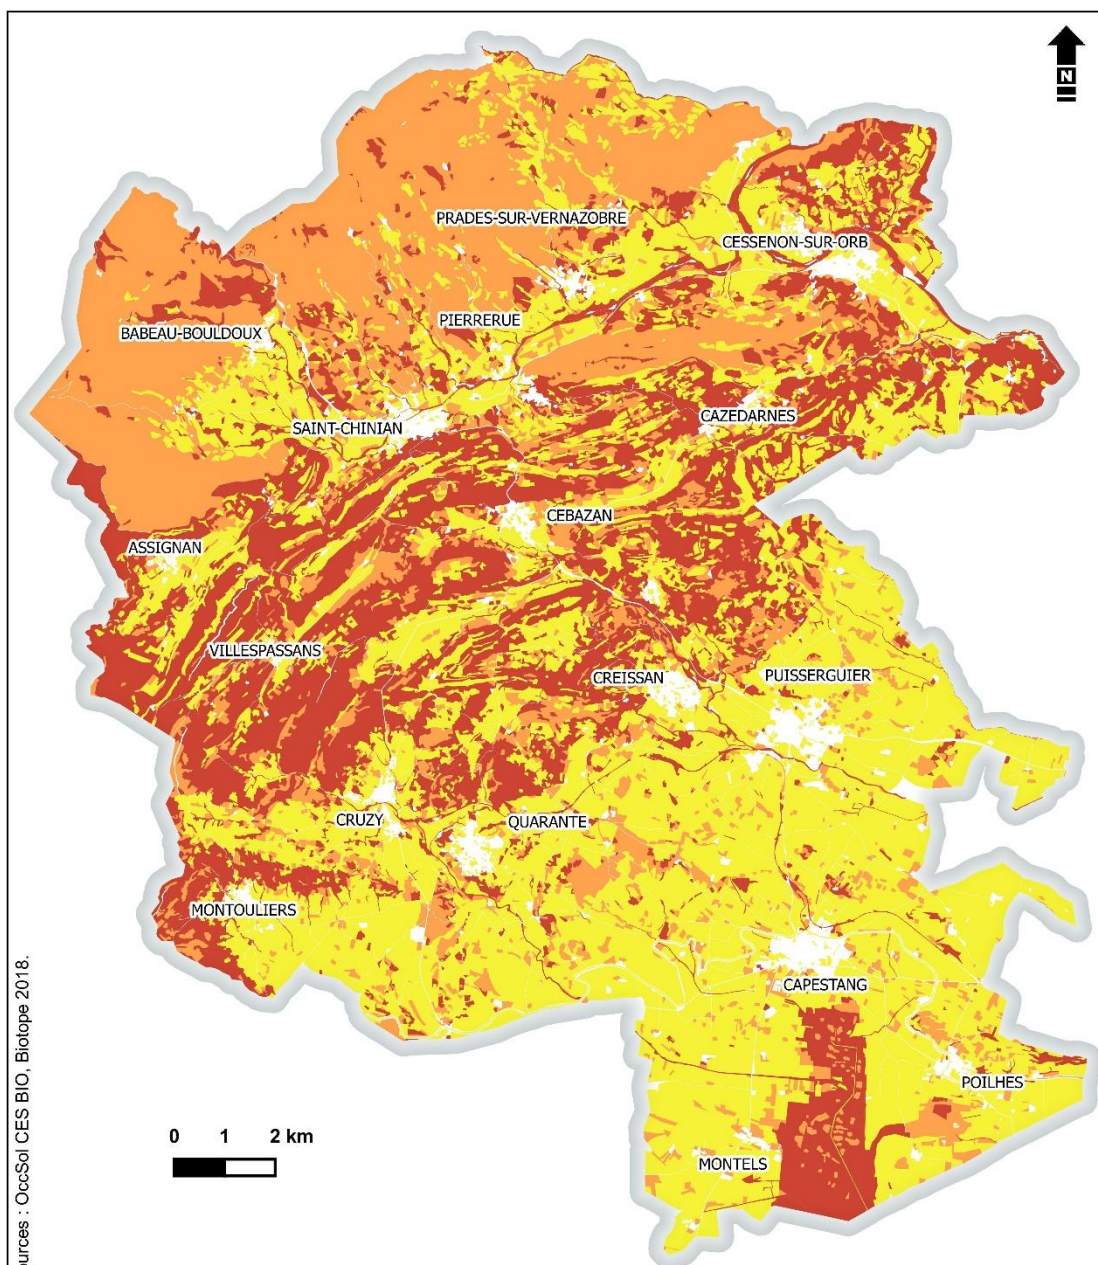 N
PRADES-SUR-VERNAZOBRE
CESSENON-SUR-ORB
PIERRERUE
BABEAU-BOULDOUX
SAINT-CHINIAN
CAZEDARNES
CEBAZAN
ASSIGNAN
VILLESPASSANS
CREISSAN
PUISSERGUIER
CRUZY
QUARANTE
MONTOULIERS
CAPESTANG
POILHES
MONTELS
0 1 2 km
ources : OccSol CES BIO, Biotope 2018.